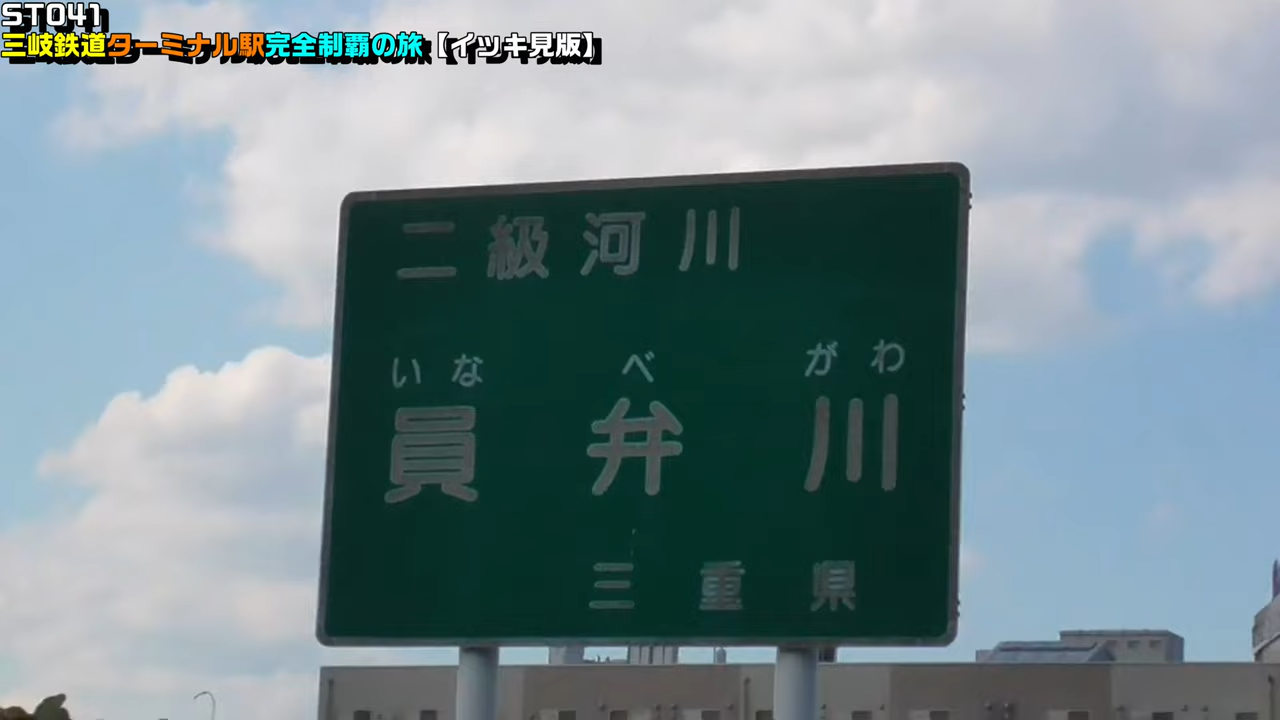 ST041
三岐鉄道ターミナル駅完全制覇の旅【イツキ見版】
二級河川
いなべがわ
員弁川
三重県